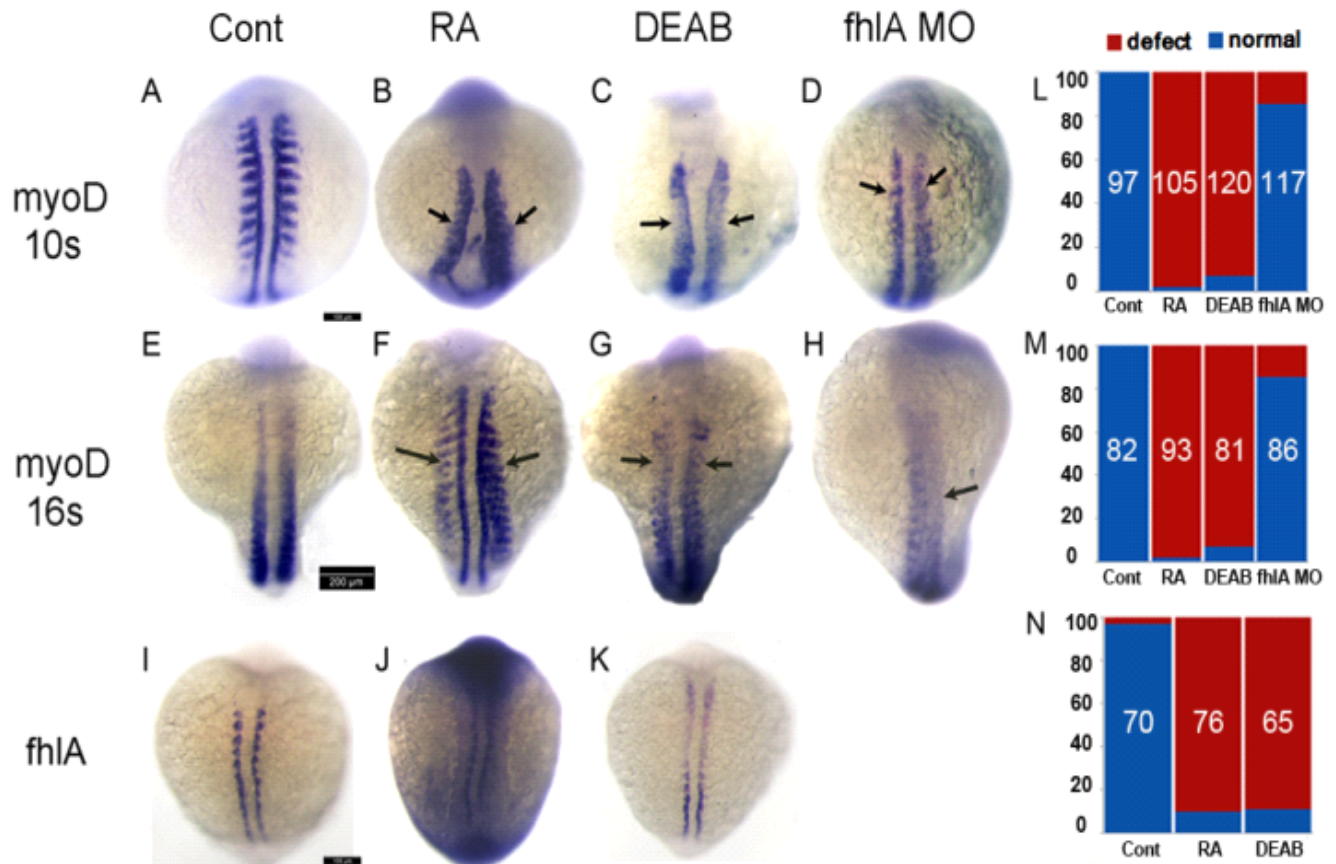 Cont RA DEAB fhlA MO
defect normal
A B C D L
myoD
10s
100
80
60
40
20
0
97 105 120 117
Cont RA DEAB fhlA MO
E F G H M
myoD
16s
200 µm
100
80
60
40
20
0
82 93 81 86
Cont RA DEAB fhlA MO
I J K N
fhlA
100
80
60
40
20
0
70 76 65
Cont RA DEAB